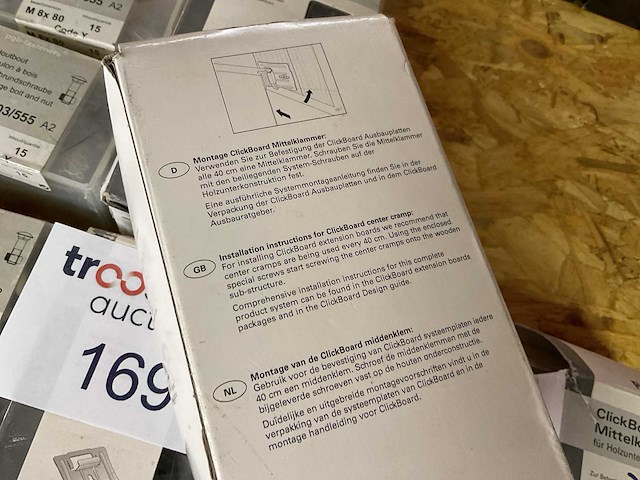 M 8x 80 15
Code Y
15
03/555 A2
15
D
Montage ClickBoard Mittelklammer:
Verwenden Sie zur Befestigung der ClickBoard Ausbauplatten
alle 40 cm eine Mittelklammer. Schrauben Sie die Mittelklammer
mit den beiliegenden System-Schrauben auf der
Holzunterkonstruktion fest.
Eine ausführliche Systemmontageanleitung finden Sie in der
Verpackung der ClickBoard Ausbauplatten und in dem ClickBoard
Ausbauratgeber.
GB
Installation instructions for ClickBoard center cramp:
For installing ClickBoard extension boards we recommend that
center cramps are being used every 40 cm. Using the enclosed
special screws start screwing the center cramps onto the wooden
sub-structure.
Comprehensive installation instructions for this complete
product system can be found in the ClickBoard extension boards
packages and in the ClickBoard Design guide.
NL
Montage van de ClickBoard middenklem:
Gebruik voor de bevestiging van ClickBoard systeemplaten iedere
40 cm een middenklem. Schroef de middenklemmen met de
bijgeleverde schroeven vast op de houten onderconstructie.
Duidelijke en uitgebreide montagevoorschriften vindt u in de
verpakking van de systeemplaten van ClickBoard en in de
montage handleiding voor ClickBoard.
169
für Holzunte